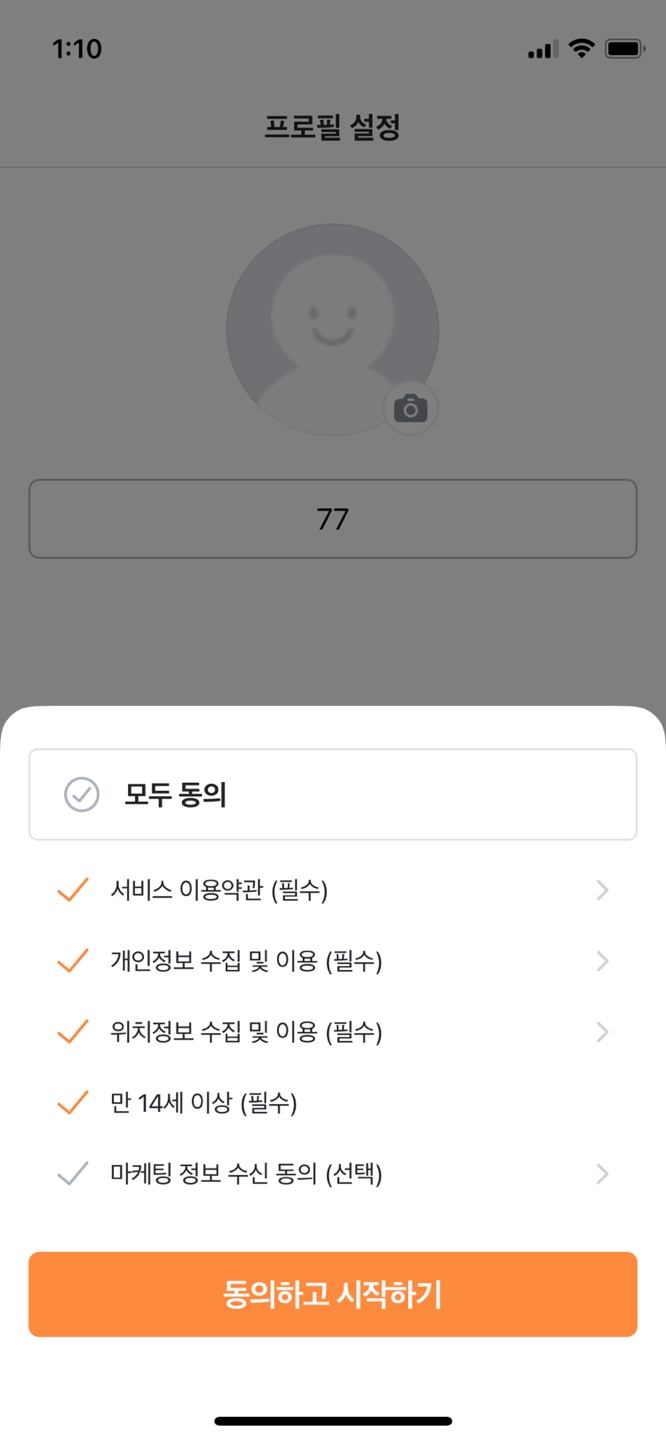 1:10
프로필 설정
77
모두 동의
서비스 이용약관 (필수)
개인정보 수집 및 이용 (필수)
위치정보 수집 및 이용 (필수)
만 14세 이상 (필수)
마케팅 정보 수신 동의 (선택)
동의하고 시작하기